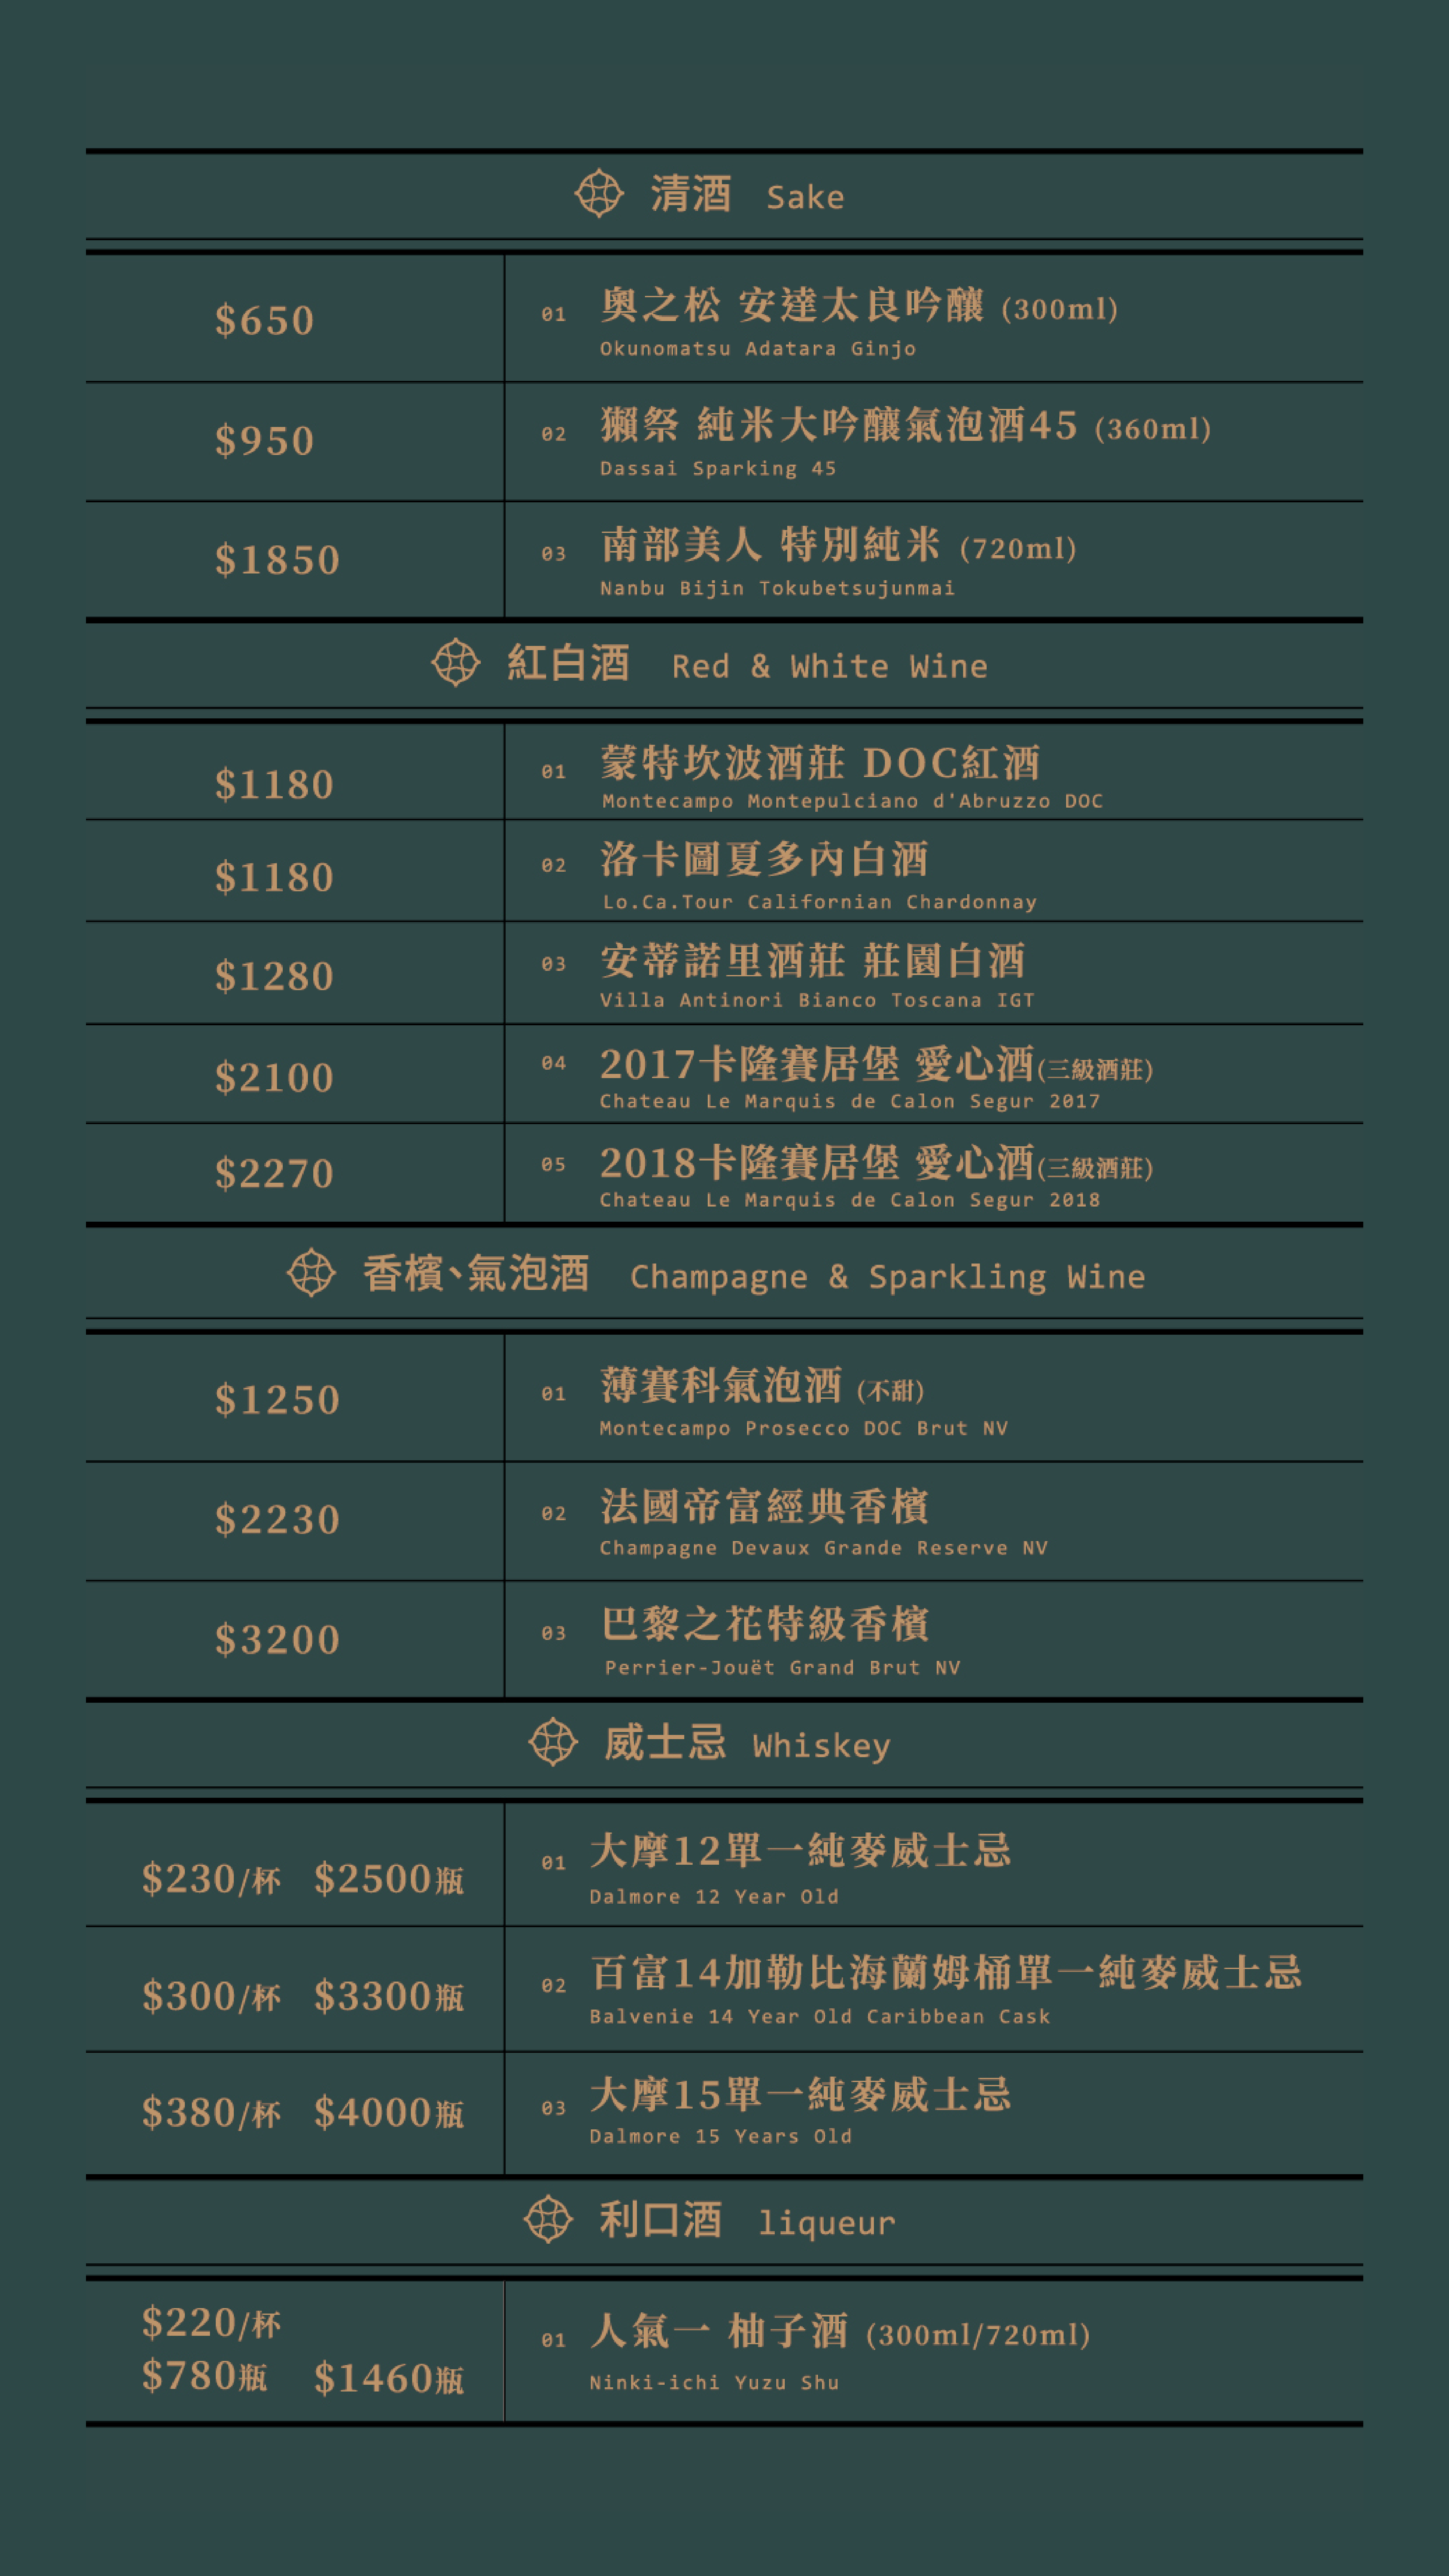 清酒 Sake
$650
01 奧之松 安達太良吟釀 (300ml)
Okunomatsu Adatara Ginjo
$950
02 獺祭 純米大吟釀氣泡酒45 (360ml)
Dassai Sparking 45
$1850
03 南部美人 特別純米 (720ml)
Nanbu Bijin Tokubetsujunmai
紅白酒 Red & White Wine
$1180
01 蒙特坎波酒莊 DOC紅酒
Montecampo Montepulciano d'Abruzzo DOC
$1180
02 洛卡圖夏多內白酒
Lo.Ca.Tour Californian Chardonnay
$1280
03 安蒂諾里酒莊 莊園白酒
Villa Antinori Bianco Toscana IGT
$2100
04 2017卡隆賽居堡 愛心酒(三級酒莊)
Chateau Le Marquis de Calon Segur 2017
$2270
05 2018卡隆賽居堡 愛心酒(三級酒莊)
Chateau Le Marquis de Calon Segur 2018
香檳、氣泡酒 Champagne & Sparkling Wine
$1250
01 薄賽科氣泡酒 (不甜)
Montecampo Prosecco DOC Brut NV
$2230
02 法國帝富經典香檳
Champagne Devaux Grande Reserve NV
$3200
03 巴黎之花特級香檳
Perrier-Jouët Grand Brut NV
威士忌 Whiskey
$230/杯 $2500瓶
01 大摩12單一純麥威士忌
Dalmore 12 Year Old
$300/杯 $3300瓶
02 百富14加勒比海蘭姆桶單一純麥威士忌
Balvenie 14 Year Old Caribbean Cask
$380/杯 $4000瓶
03 大摩15單一純麥威士忌
Dalmore 15 Years Old
利口酒 liqueur
$220/杯
$780瓶 $1460瓶
01 人氣一 柚子酒 (300ml/720ml)
Ninki-ichi Yuzu Shu